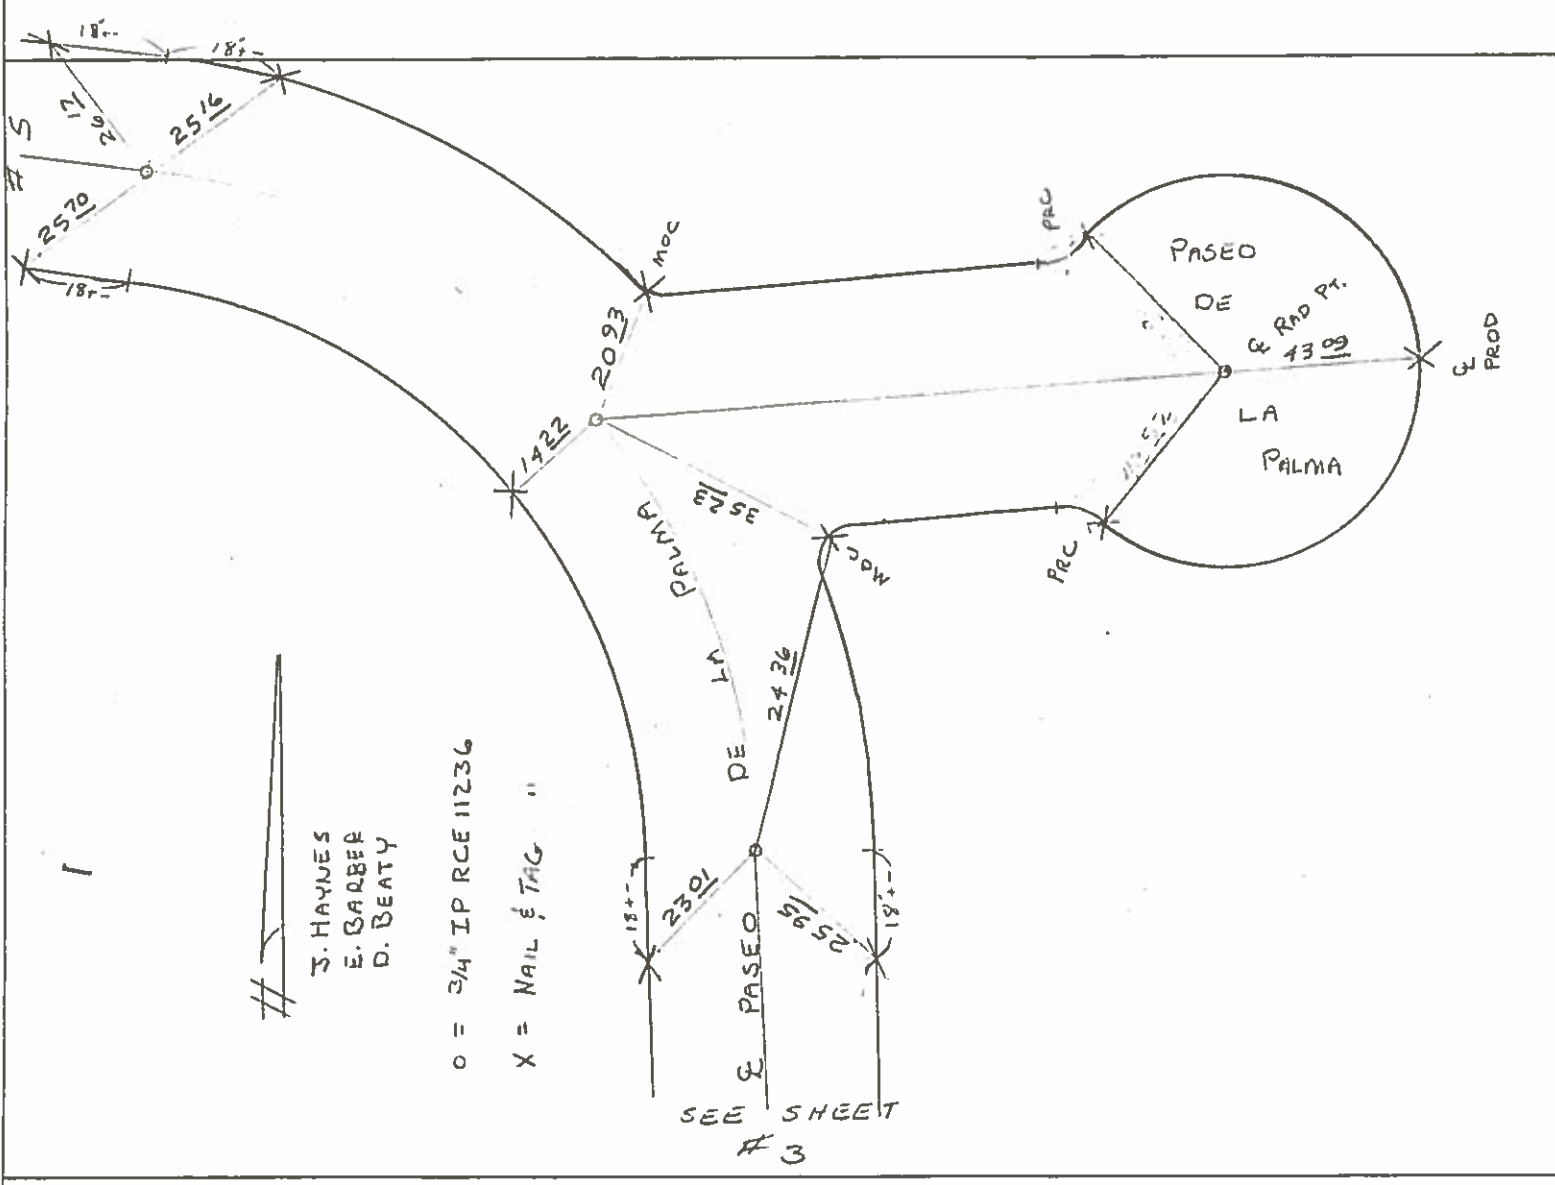 18'+-
18'+-
25 16
S
#
25 70
18+-
MOC
20 93
14 22
35 23
MOC
24 36
PRC
PASEO
DE
LA
PALMA
℄ RAD PT.
43 09
℄
PROD
PRC
℄ PASEO DE LA PALMA
23 01
25 95
18'+-
18'+-
SEE SHEET
# 3
J. HAYNES
E. BARBER
D. BEATY
O = 3/4" IP RCE 11236
X = NAIL & TAG "